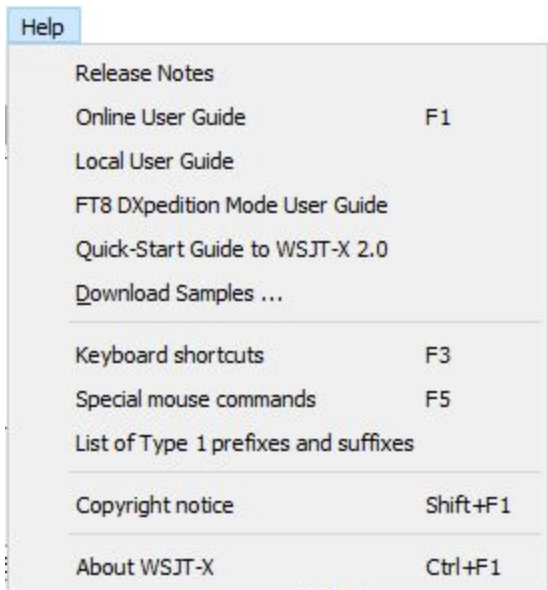 Help
Release Notes
Online User Guide F1
Local User Guide
FT8 DXpedition Mode User Guide
Quick-Start Guide to WSJT-X 2.0
Download Samples ...
Keyboard shortcuts F3
Special mouse commands F5
List of Type 1 prefixes and suffixes
Copyright notice Shift+F1
About WSJT-X Ctrl+F1